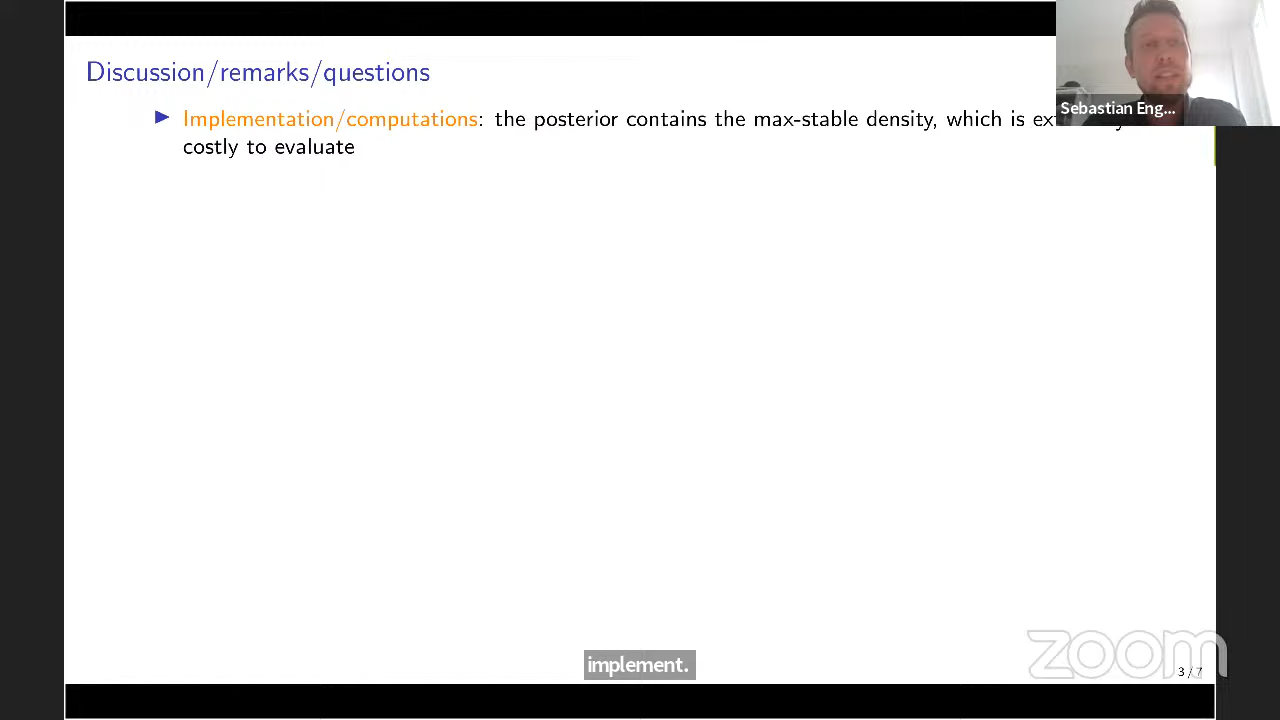 Discussion/remarks/questions
Sebastian Eng...
▶ Implementation/computations: the posterior contains the max-stable density, which is
costly to evaluate
implement.
zoom
3 / 7